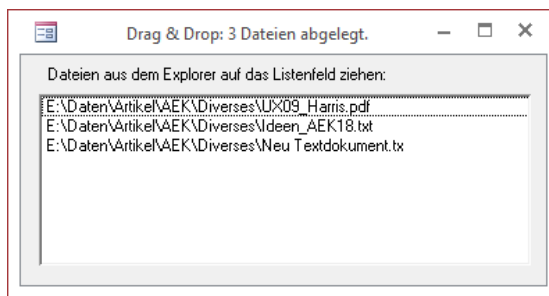 Drag & Drop: 3 Dateien abgelegt.
Dateien aus dem Explorer auf das Listenfeld ziehen:
E:\Daten\Artikel\AEK\Diverses\UX09_Harris.pdf
E:\Daten\Artikel\AEK\Diverses\Ideen_AEK18.txt
E:\Daten\Artikel\AEK\Diverses\Neu Textdokument.tx